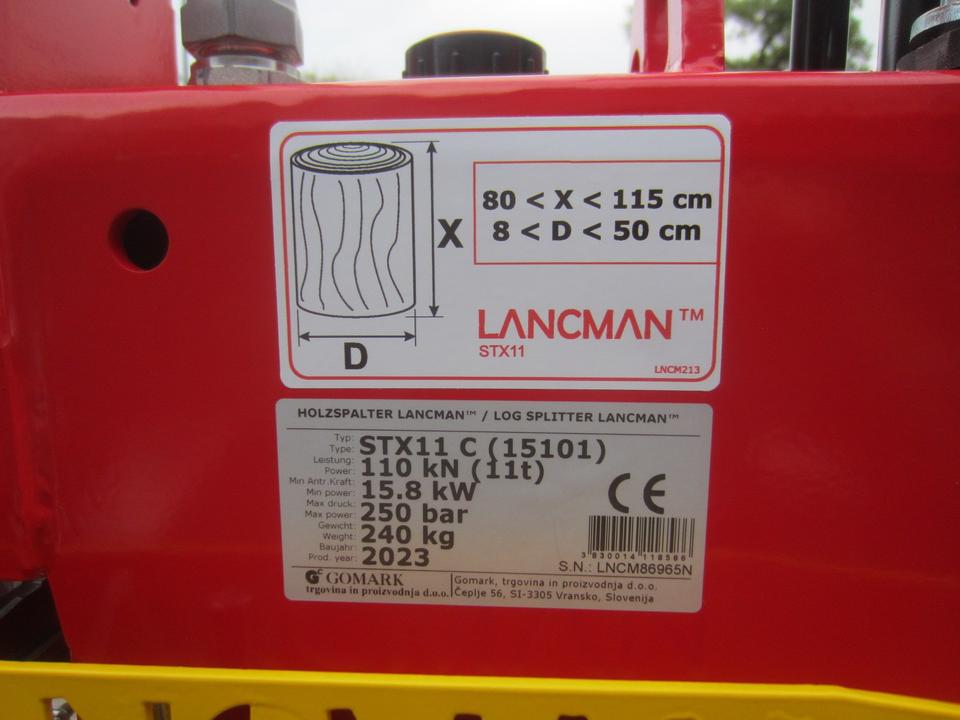 X
80 < X < 115 cm
8 < D < 50 cm
D
LANCMAN™
STX11
LNCM213
HOLZSPALTER LANCMAN™ / LOG SPLITTER LANCMAN™
Typ:
Type: STX11 C (15101)
Leistung:
Power: 110 kN (11t)
Min Antr.Kraft:
Min power: 15.8 kW
Max druck:
Max power: 250 bar
Gewicht:
Weight: 240 kg
Baujahr:
Prod. year: 2023
CE
3 830014 118566
S.N.: LNCM86965N
GOMARK
trgovina in proizvodnja d.o.o.
Gomark, trgovina in proizvodnja d.o.o.
Čeplje 56, SI-3305 Vransko, Slovenija